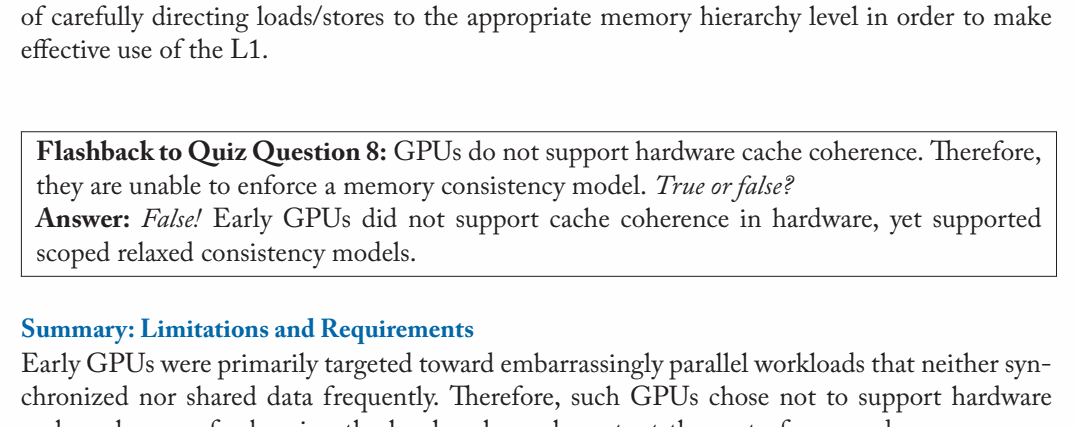 of carefully directing loads/stores to the appropriate memory hierarchy level in order to make
effective use of the L1.
Flashback to Quiz Question 8: GPUs do not support hardware cache coherence. Therefore,
they are unable to enforce a memory consistency model. True or false?
Answer: False! Early GPUs did not support cache coherence in hardware, yet supported
scoped relaxed consistency models.
Summary: Limitations and Requirements
Early GPUs were primarily targeted toward embarrassingly parallel workloads that neither syn-
chronized nor shared data frequently. Therefore, such GPUs chose not to support hardware